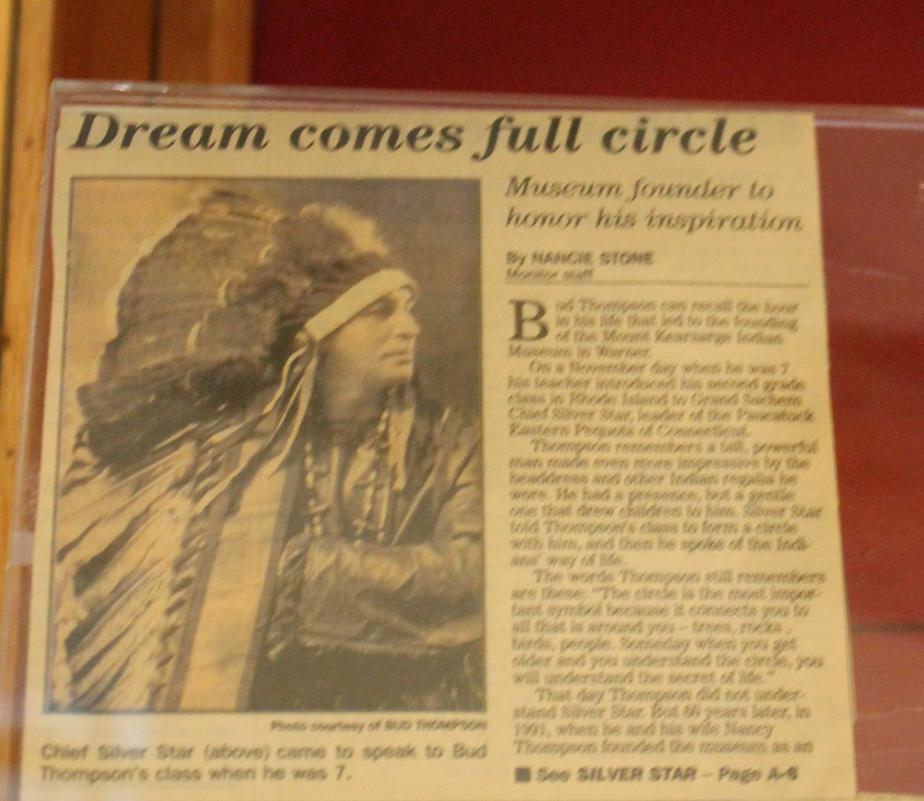 Dream comes full circle
Museum founder to
honor his inspiration
By NANCIE STONE
Monitor staff
Bud Thompson can recall the hour
in his life that led to the founding
of the Mount Kearsarge Indian
Museum in Warner.
On a November day when he was 7
his teacher introduced his second grade
class in Rhode Island to Grand Sachem
Chief Silver Star, leader of the Paucatuck
Eastern Pequots of Connecticut.
Thompson remembers a tall, powerful
man made even more impressive by the
headdress and other Indian regalia he
wore. He had a presence, but a gentle
one that drew children to him. Silver Star
told Thompson's class to form a circle
with him, and then he spoke of the Indi-
ans' way of life.
The words Thompson still remembers
are these: "The circle is the most impor-
tant symbol because it connects you to
all that is around you – trees, rocks,
birds, people. Someday when you get
older and you understand the circle, you
will understand the secret of life."
That day Thompson did not under-
stand Silver Star. But 60 years later, in
1991, when he and his wife Nancy
Thompson founded the museum as an
■ See SILVER STAR – Page A-8
Photo courtesy of BUD THOMPSON
Chief Silver Star (above) came to speak to Bud
Thompson's class when he was 7.